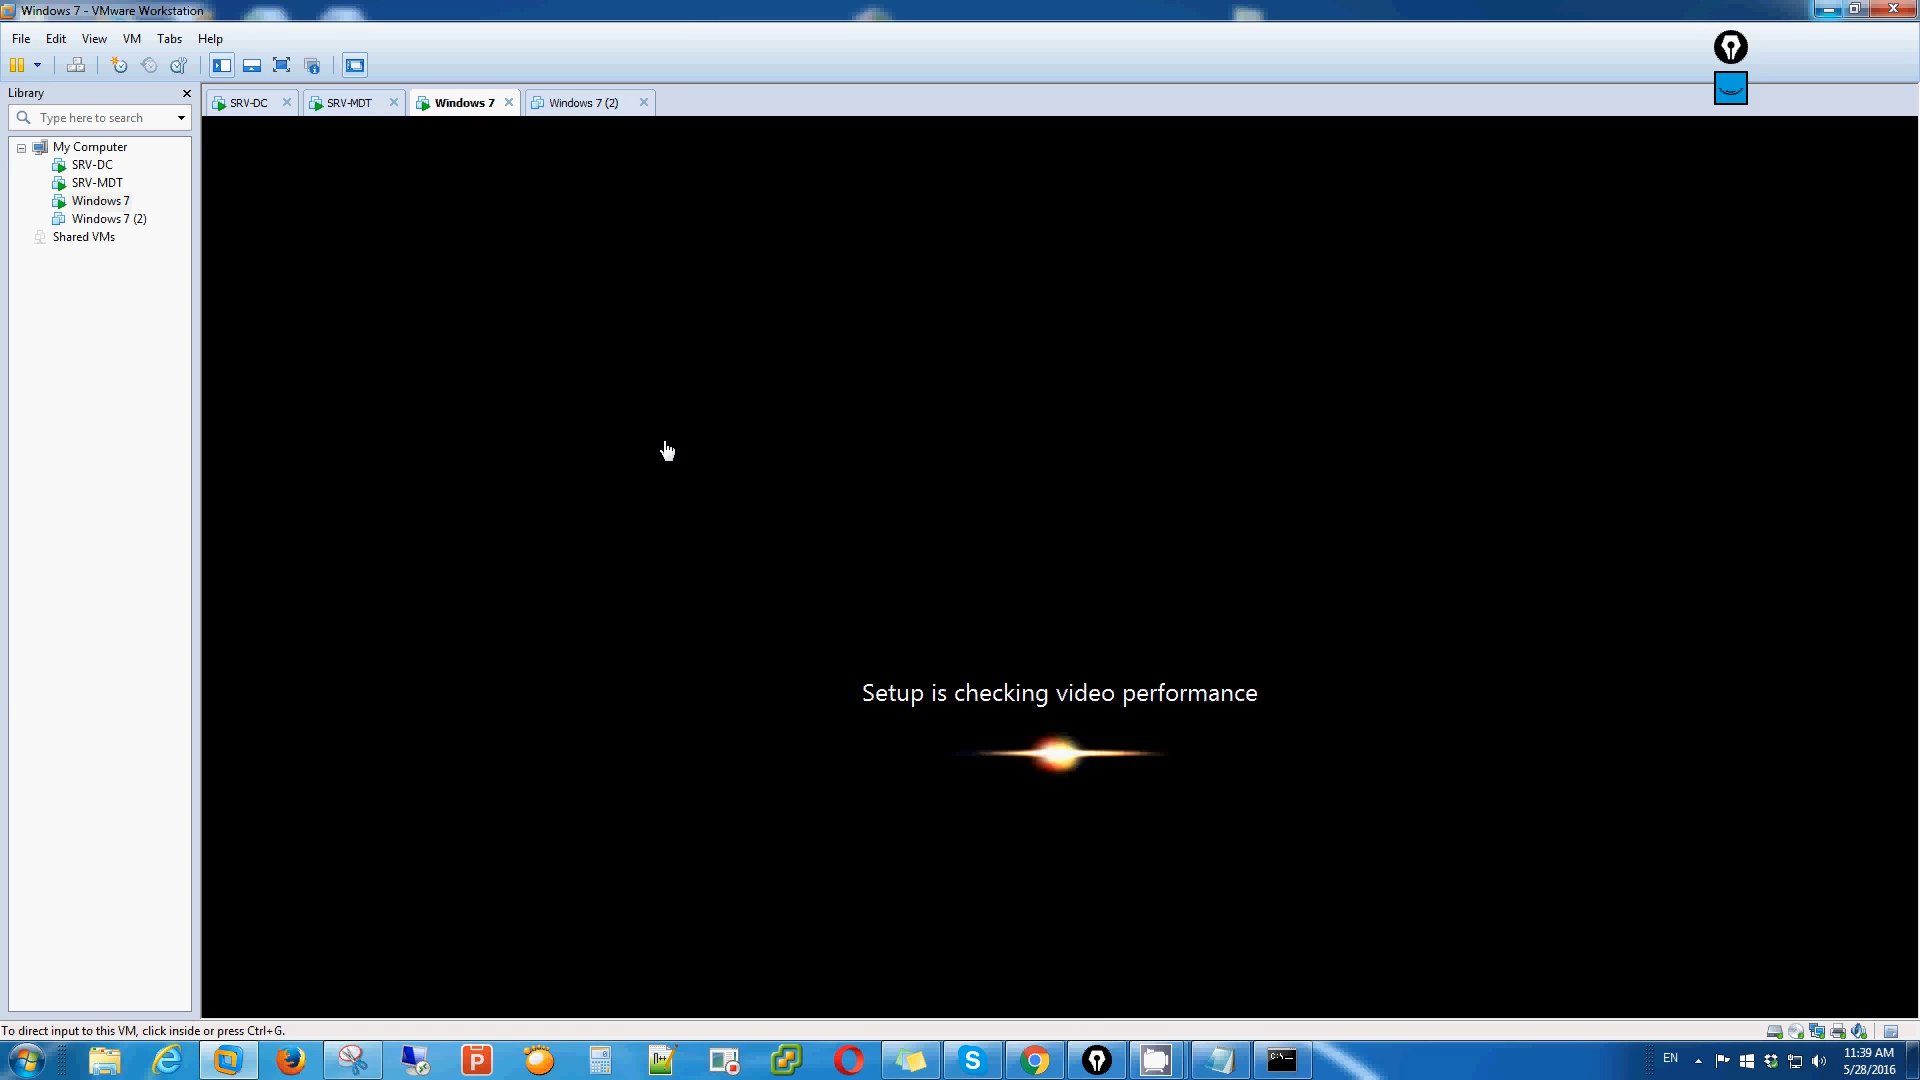 Windows 7 - VMware Workstation
File Edit View VM Tabs Help
Library
Type here to search
My Computer
SRV-DC
SRV-MDT
Windows 7
Windows 7 (2)
Shared VMs
SRV-DC SRV-MDT Windows 7 Windows 7 (2)
Setup is checking video performance
To direct input to this VM, click inside or press Ctrl+G.
EN
11:39 AM
5/28/2016